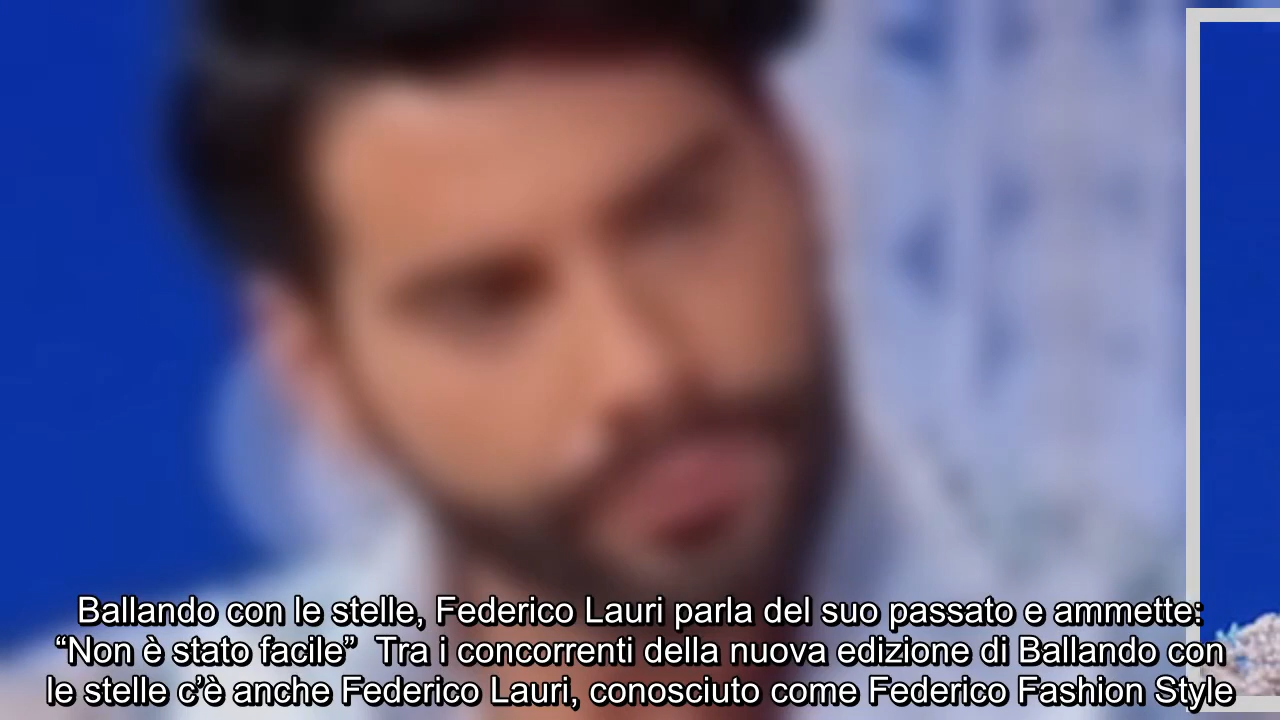 Ballando con le stelle, Federico Lauri parla del suo passato e ammette:
“Non è stato facile”  Tra i concorrenti della nuova edizione di Ballando con
le stelle c’è anche Federico Lauri, conosciuto come Federico Fashion Style